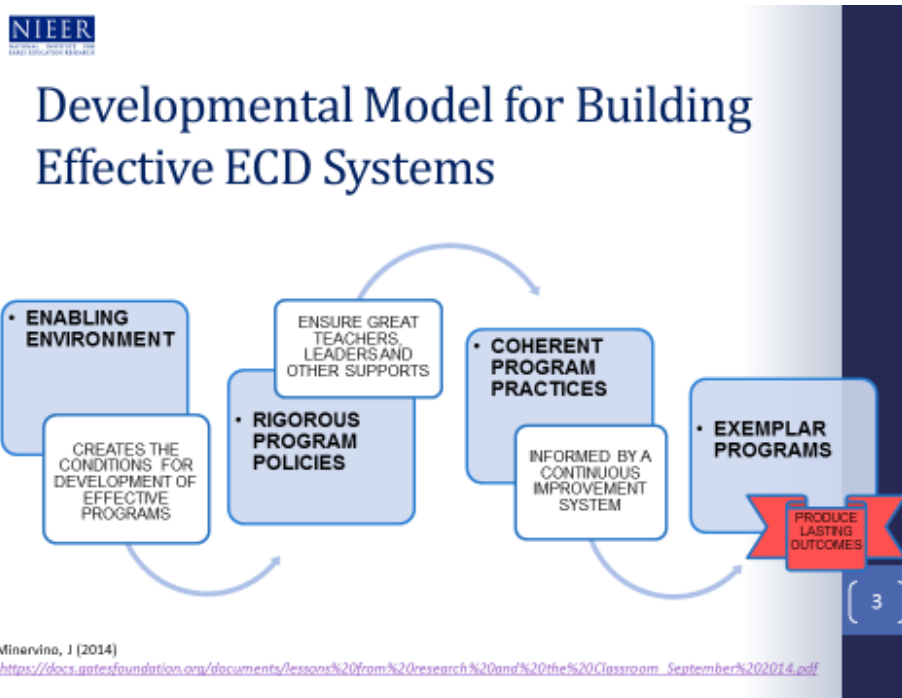 NIEER
NATIONAL INSTITUTE FOR
EARLY EDUCATION RESEARCH
Developmental Model for Building
Effective ECD Systems
• ENABLING
ENVIRONMENT
CREATES THE
CONDITIONS FOR
DEVELOPMENT OF
EFFECTIVE
PROGRAMS
ENSURE GREAT
TEACHERS,
LEADERS AND
OTHER SUPPORTS
• RIGOROUS
PROGRAM
POLICIES
• COHERENT
PROGRAM
PRACTICES
INFORMED BY A
CONTINUOUS
IMPROVEMENT
SYSTEM
• EXEMPLAR
PROGRAMS
PRODUCE
LASTING
OUTCOMES
3
Minervino, J (2014)
https://docs.gatesfoundation.org/documents/lessons%20from%20research%20and%20the%20Classroom_September%202014.pdf